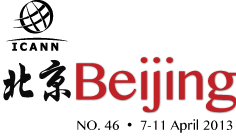 ICANN
北京Beijing
NO. 46 • 7-11 April 2013